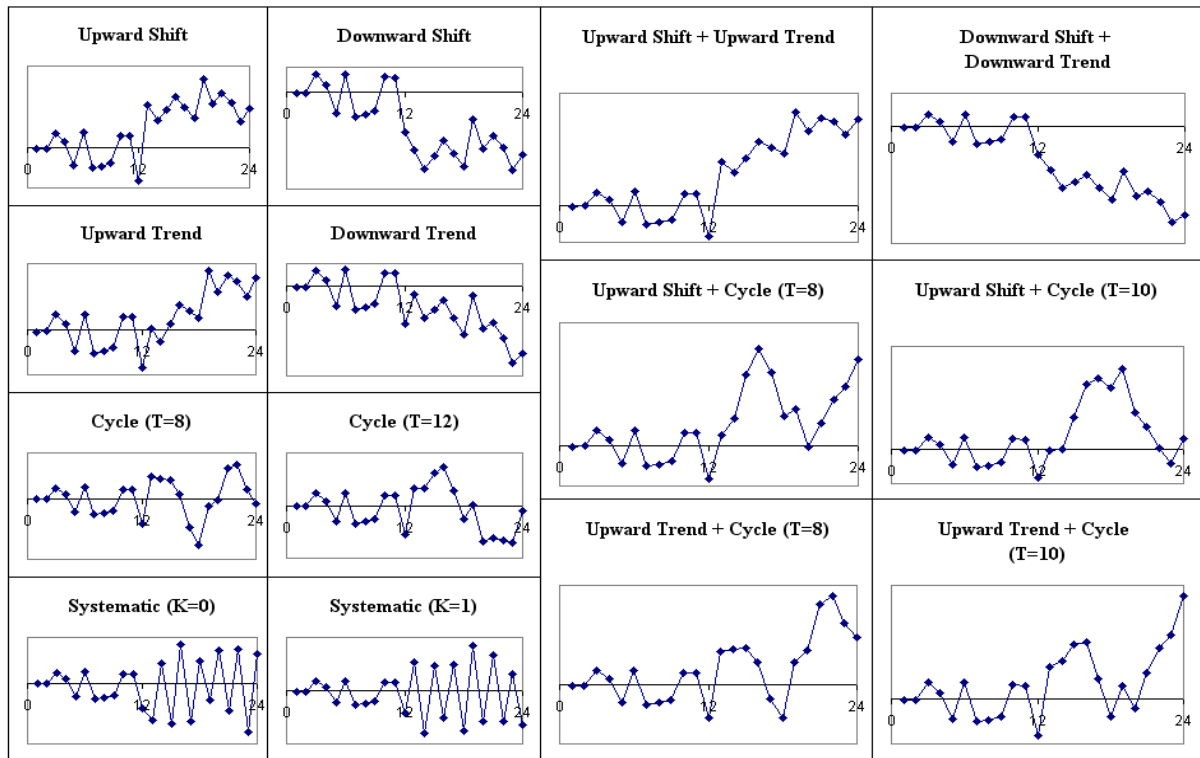 Upward Shift
0
12
24
Downward Shift
0
12
24
Upward Shift + Upward Trend
0
12
24
Downward Shift +
Downward Trend
0
12
24
Upward Trend
0
12
24
Downward Trend
0
12
24
Upward Shift + Cycle (T=8)
0
12
24
Upward Shift + Cycle (T=10)
0
12
24
Cycle (T=8)
0
12
24
Cycle (T=12)
0
12
24
Upward Trend + Cycle (T=8)
0
12
24
Upward Trend + Cycle
(T=10)
0
12
24
Systematic (K=0)
0
12
24
Systematic (K=1)
0
12
24